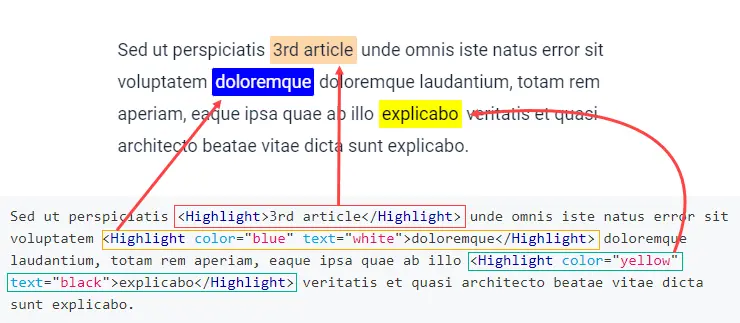 Sed ut perspiciatis 3rd article unde omnis iste natus error sit
voluptatem doloremque doloremque laudantium, totam rem
aperiam, eaque ipsa quae ab illo explicabo veritatis et quasi
architecto beatae vitae dicta sunt explicabo.
Sed ut perspiciatis <Highlight>3rd article</Highlight> unde omnis iste natus error sit
voluptatem <Highlight color="blue" text="white">doloremque</Highlight> doloremque
laudantium, totam rem aperiam, eaque ipsa quae ab illo <Highlight color="yellow"
text="black">explicabo</Highlight> veritatis et quasi architecto beatae vitae dicta
sunt explicabo.